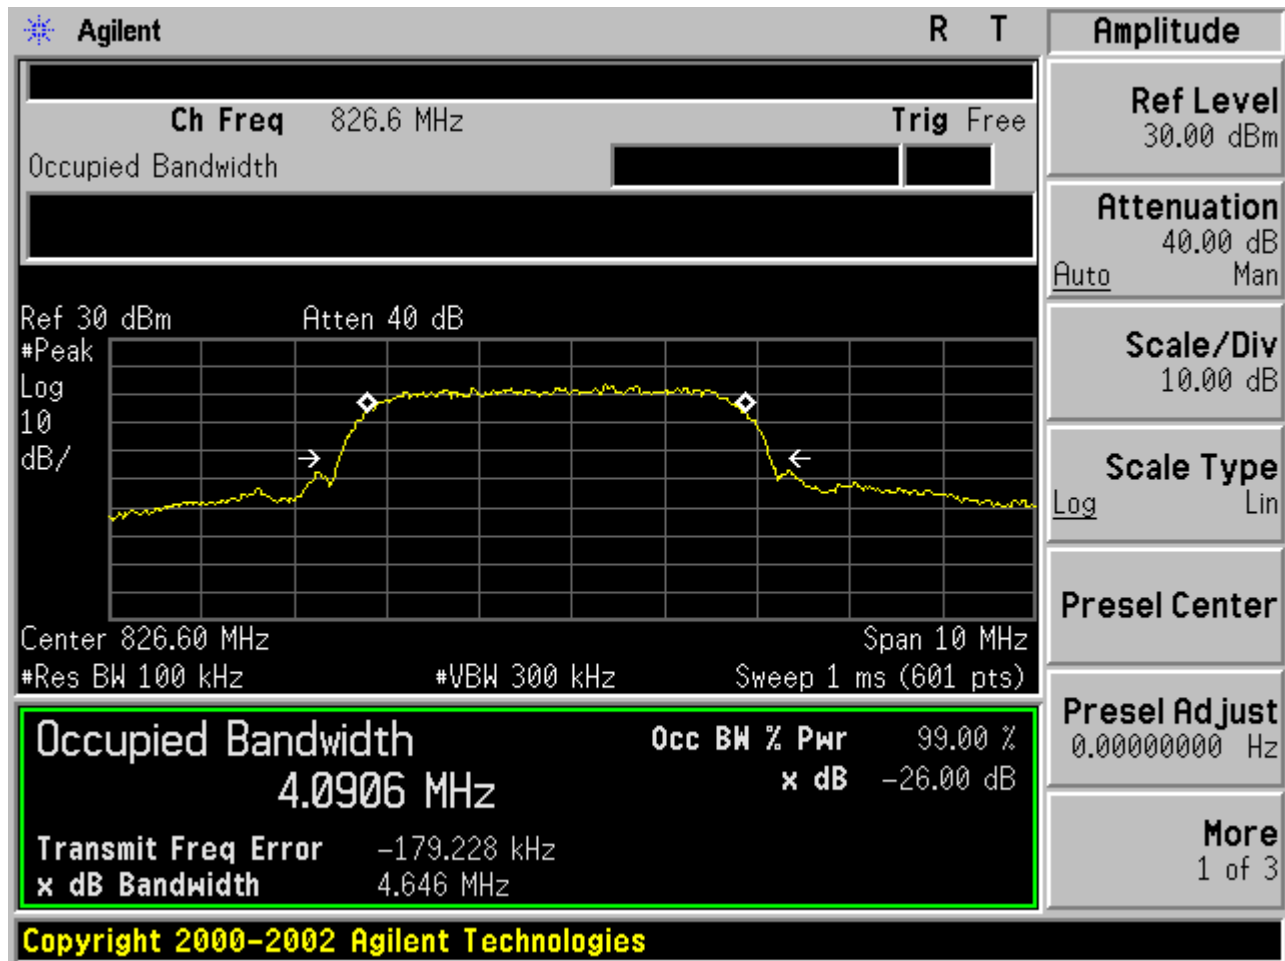 Agilent R T
Ch Freq 826.6 MHz Trig Free
Occupied Bandwidth
Ref 30 dBm Atten 40 dB
#Peak
Log
10
dB/
Center 826.60 MHz Span 10 MHz
#Res BW 100 kHz #VBW 300 kHz Sweep 1 ms (601 pts)
Occupied Bandwidth
4.0906 MHz
Occ BW % Pwr 99.00 %
x dB -26.00 dB
Transmit Freq Error -179.228 kHz
x dB Bandwidth 4.646 MHz
Copyright 2000-2002 Agilent Technologies
Amplitude
Ref Level
30.00 dBm
Attenuation
40.00 dB
Auto Man
Scale/Div
10.00 dB
Scale Type
Log Lin
Presel Center
Presel Adjust
0.00000000 Hz
More
1 of 3